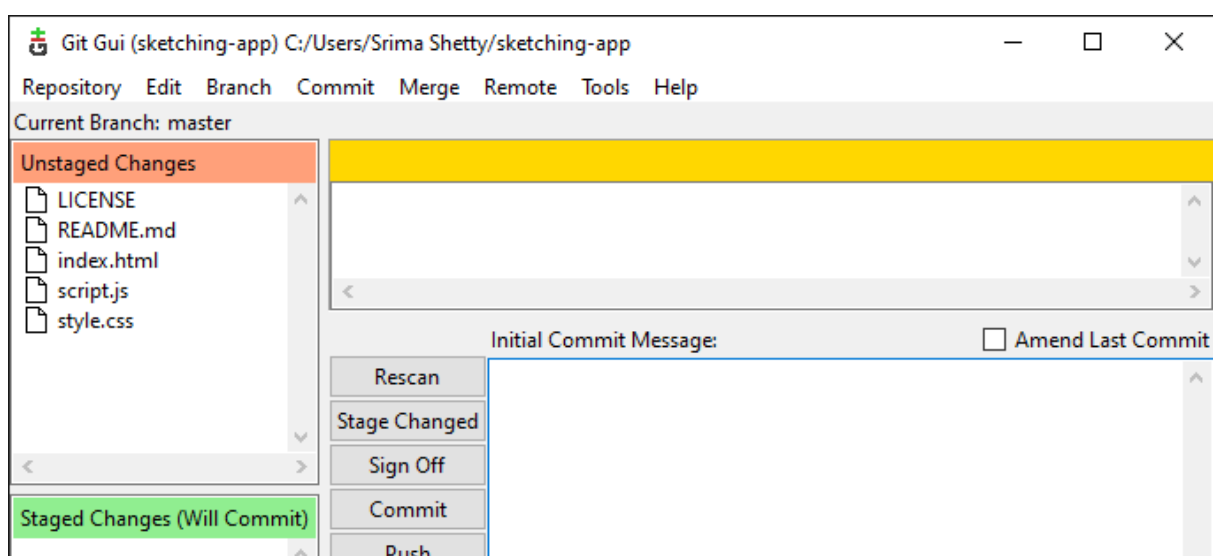 Git Gui (sketching-app) C:/Users/Srima Shetty/sketching-app
Repository Edit Branch Commit Merge Remote Tools Help
Current Branch: master
Unstaged Changes
LICENSE
README.md
index.html
script.js
style.css
Initial Commit Message:
Amend Last Commit
Rescan
Stage Changed
Sign Off
Commit
Push
Staged Changes (Will Commit)